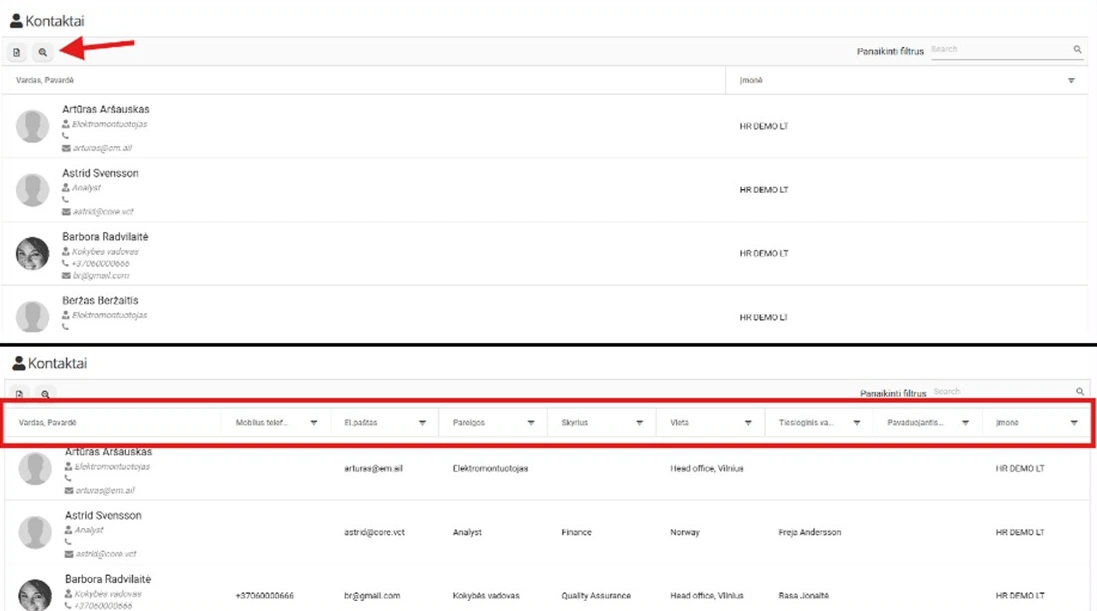 Kontaktai
Panaikinti filtrus Search
Vardas, Pavardė Įmonė
Artūras Aršauskas
Elektromontuotojas
arturas@em.ail
HR DEMO LT
Astrid Svensson
Analyst
astrid@core.vct
HR DEMO LT
Barbora Radvilaitė
Kokybės vadovas
+37060000666
br@gmail.com
HR DEMO LT
Beržas Beržaitis
Elektromontuotojas
HR DEMO LT
Kontaktai
Panaikinti filtrus Search
Vardas, Pavardė Mobilus telef... El.paštas Pareigos Skyrius Vieta Tiesioginis va... Pavaduojantis... Įmonė
Artūras Aršauskas
Elektromontuotojas
arturas@em.ail
arturas@em.ail Elektromontuotojas Head office, Vilnius HR DEMO LT
Astrid Svensson
Analyst
astrid@core.vct
astrid@core.vct Analyst Finance Norway Freja Andersson HR DEMO LT
Barbora Radvilaitė
Kokybės vadovas
+37060000666
+37060000666 br@gmail.com Kokybės vadovas Quality Assurance Head office, Vilnius Rasa Jonaitė HR DEMO LT